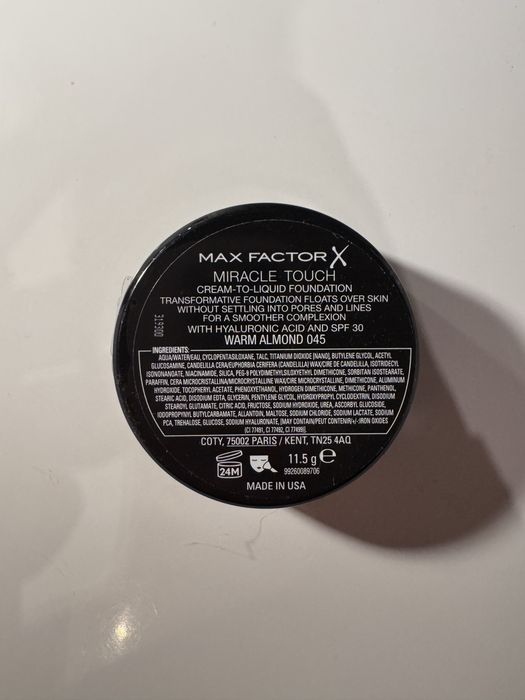 MAX FACTOR X
MIRACLE TOUCH
CREAM-TO-LIQUID FOUNDATION
TRANSFORMATIVE FOUNDATION FLOATS OVER SKIN
WITHOUT SETTLING INTO PORES AND LINES
FOR A SMOOTHER COMPLEXION
WITH HYALURONIC ACID AND SPF 30
WARM ALMOND 045
31930
INGREDIENTS:
AQUA/WATER/EAU, CYCLOPENTASILOXANE, TALC, TITANIUM DIOXIDE [NANO], BUTYLENE GLYCOL, ACETYL
GLUCOSAMINE, CANDELILLA CERA/EUPHORBIA CERIFERA (CANDELILLA) WAX/CIRE DE CANDELILLA, ISOTRIDECYL
ISONONANOATE, NIACINAMIDE, SILICA, PEG-9 POLYDIMETHYLSILOXYETHYL DIMETHICONE, SORBITAN ISOSTEARATE,
PARAFFIN, CERA MICROCRISTALLINA/MICROCRYSTALLINE WAX/CIRE MICROCRYSTALLINE, DIMETHICONE, ALUMINUM
HYDROXIDE, TOCOPHERYL ACETATE, PHENOXYETHANOL, HYDROGEN DIMETHICONE, METHICONE, PANTHENOL,
STEARIC ACID, DISODIUM EDTA, GLYCERIN, PENTYLENE GLYCOL, HYDROXYPROPYL CYCLODEXTRIN, DISODIUM
STEAROYL GLUTAMATE, CITRIC ACID, FRUCTOSE, SODIUM HYDROXIDE, UREA, ASCORBYL GLUCOSIDE,
IODOPROPYNYL BUTYLCARBAMATE, ALLANTOIN, MALTOSE, SODIUM CHLORIDE, SODIUM LACTATE, SODIUM
PCA, TREHALOSE, GLUCOSE, SODIUM HYALURONATE, [MAY CONTAIN/PEUT CONTENIR/+/-:IRON OXIDES
(CI 77491, CI 77492, CI 77499)].
COTY, 75002 PARIS / KENT, TN25 4AQ
24M 11.5 g e
99260089706
MADE IN USA